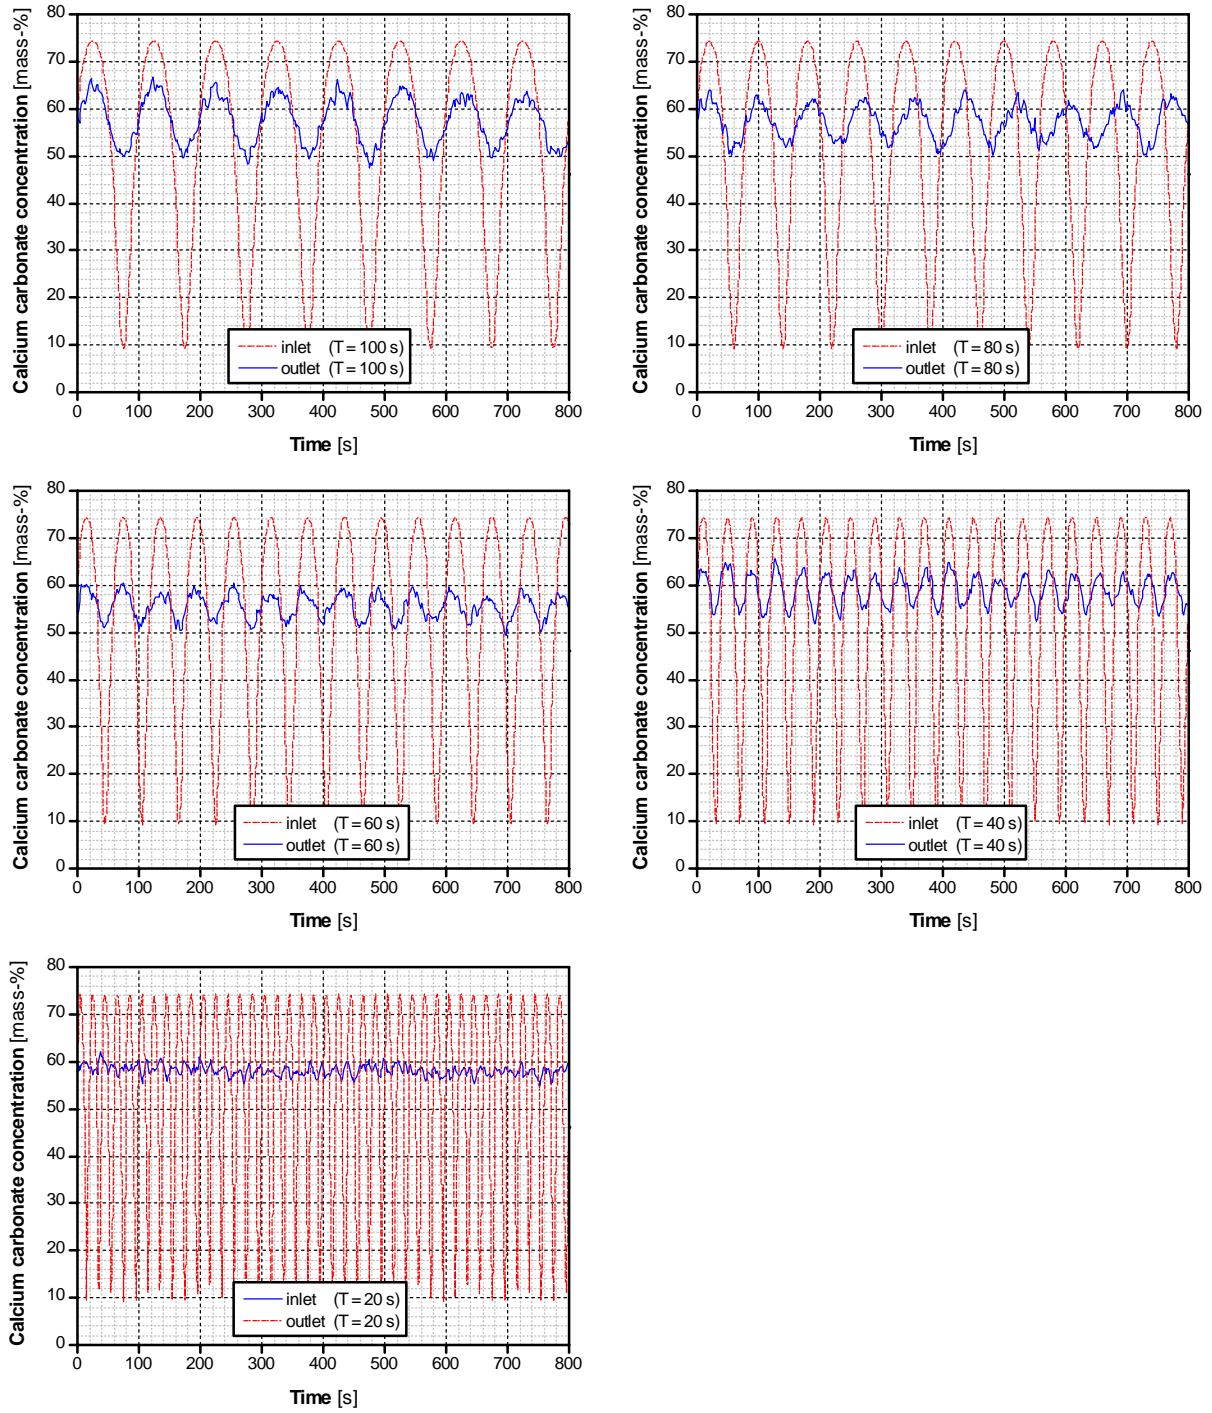 Calcium carbonate concentration [mass-%]
80
70
60
50
40
30
20
10
0
inlet (T = 100 s)
outlet (T = 100 s)
0 100 200 300 400 500 600 700 800
Time [s]
Calcium carbonate concentration [mass-%]
80
70
60
50
40
30
20
10
0
inlet (T = 80 s)
outlet (T = 80 s)
0 100 200 300 400 500 600 700 800
Time [s]
Calcium carbonate concentration [mass-%]
80
70
60
50
40
30
20
10
0
inlet (T = 60 s)
outlet (T = 60 s)
0 100 200 300 400 500 600 700 800
Time [s]
Calcium carbonate concentration [mass-%]
80
70
60
50
40
30
20
10
0
inlet (T = 40 s)
outlet (T = 40 s)
0 100 200 300 400 500 600 700 800
Time [s]
Calcium carbonate concentration [mass-%]
80
70
60
50
40
30
20
10
0
inlet (T = 20 s)
outlet (T = 20 s)
0 100 200 300 400 500 600 700 800
Time [s]